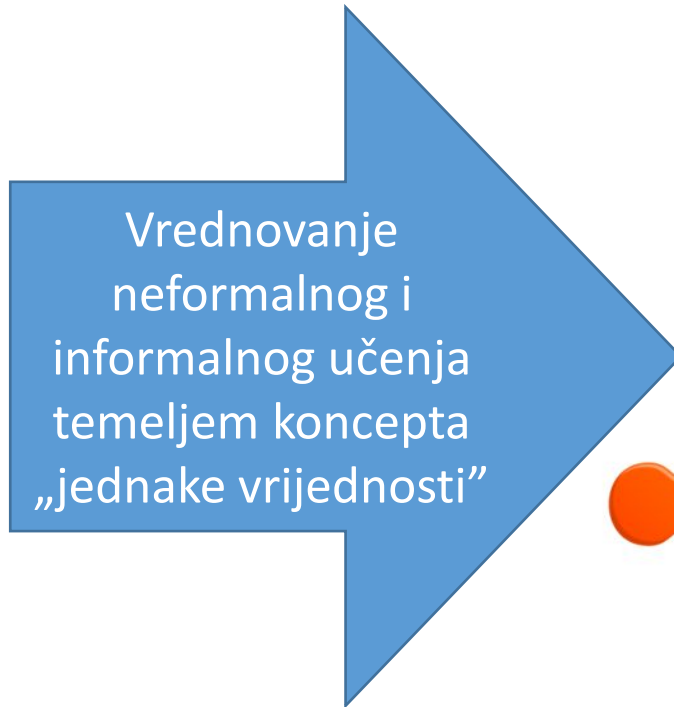 Vrednovanje
neformalnog i
informalnog učenja
temeljem koncepta
„jednake vrijednosti”